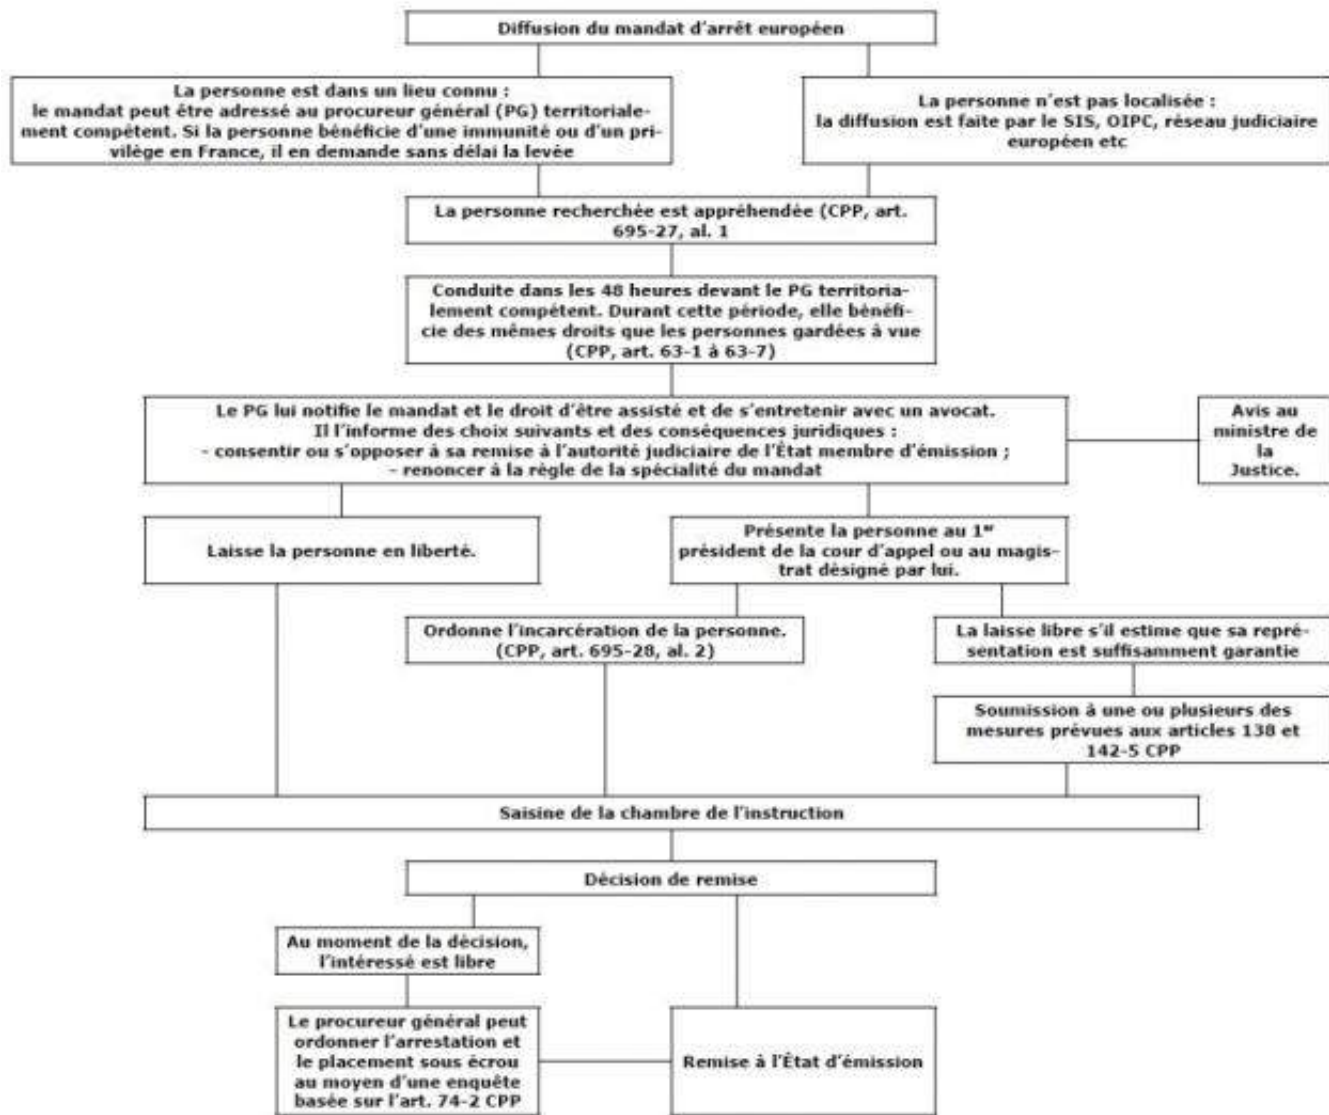 Diffusion du mandat d'arrêt européen
La personne est dans un lieu connu :
le mandat peut être adressé au procureur général (PG) territoriale-
ment compétent. Si la personne bénéficie d'une immunité ou d'un pri-
vilège en France, il en demande sans délai la levée
La personne n'est pas localisée :
la diffusion est faite par le SIS, OIPC, réseau judiciaire
européen etc
La personne recherchée est appréhendée (CPP, art.
695-27, al. 1
Conduite dans les 48 heures devant le PG territoria-
lement compétent. Durant cette période, elle bénéfi-
cie des mêmes droits que les personnes gardées à vue
(CPP, art. 63-1 à 63-7)
Le PG lui notifie le mandat et le droit d'être assisté et de s'entretenir avec un avocat.
Il l'informe des choix suivants et des conséquences juridiques :
- consentir ou s'opposer à sa remise à l'autorité judiciaire de l'État membre d'émission ;
- renoncer à la règle de la spécialité du mandat
Avis au
ministre de
la
Justice.
Laisse la personne en liberté.
Présente la personne au 1er
président de la cour d'appel ou au magis-
trat désigné par lui.
Ordonne l'incarcération de la personne.
(CPP, art. 695-28, al. 2)
La laisse libre s'il estime que sa repré-
sentation est suffisamment garantie
Soumission à une ou plusieurs des
mesures prévues aux articles 138 et
142-5 CPP
Saisine de la chambre de l'instruction
Décision de remise
Au moment de la décision,
l'intéressé est libre
Le procureur général peut
ordonner l'arrestation et
le placement sous écrou
au moyen d'une enquête
basée sur l'art. 74-2 CPP
Remise à l'État d'émission